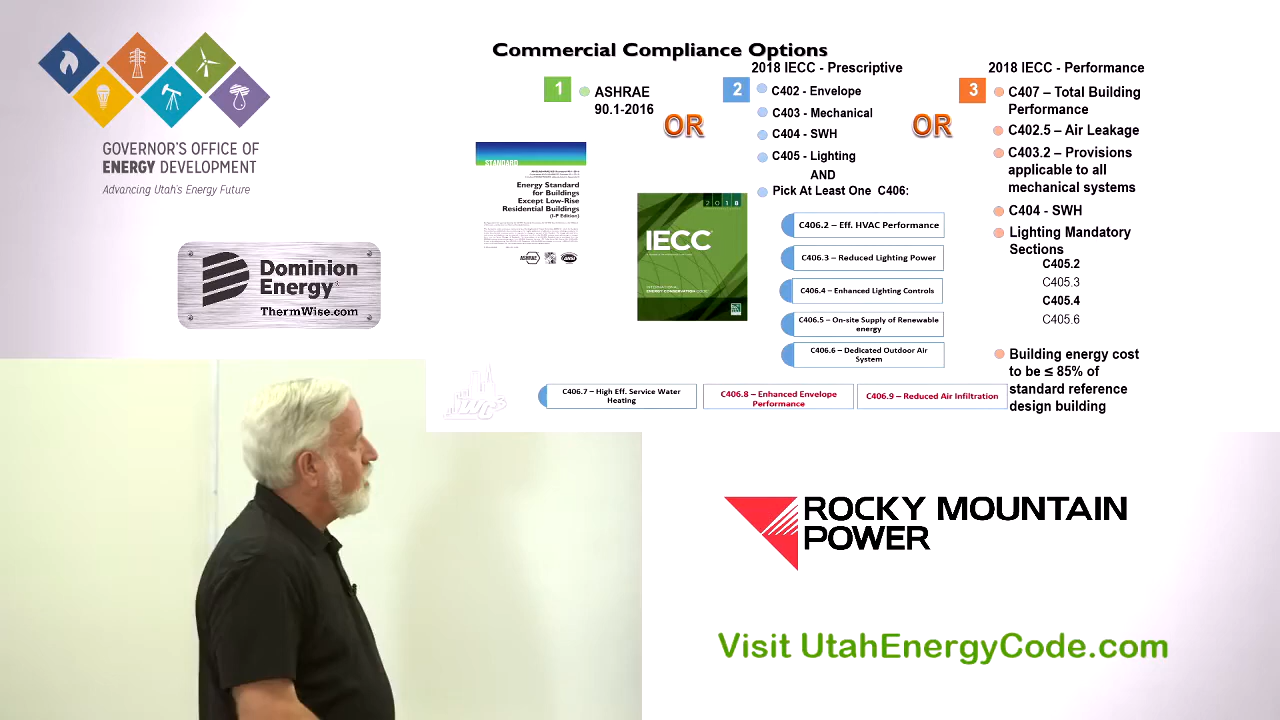 GOVERNOR'S OFFICE OF
ENERGY DEVELOPMENT
Advancing Utah's Energy Future
Dominion
Energy®
ThermWise.com
Commercial Compliance Options
1
ASHRAE
90.1-2016
OR
STANDARD
Energy Standard
for Buildings
Except Low-Rise
Residential Buildings
(I-P Edition)
2
2018 IECC - Prescriptive
C402 - Envelope
C403 - Mechanical
C404 - SWH
C405 - Lighting
AND
Pick At Least One C406:
2018
IECC
INTERNATIONAL
ENERGY CONSERVATION CODE
C406.2 – Eff. HVAC Performance
C406.3 – Reduced Lighting Power
C406.4 – Enhanced Lighting Controls
C406.5 – On-site Supply of Renewable
energy
C406.6 – Dedicated Outdoor Air
System
C406.7 – High Eff. Service Water
Heating
C406.8 – Enhanced Envelope
Performance
C406.9 – Reduced Air Infiltration
OR
3
2018 IECC - Performance
C407 – Total Building
Performance
C402.5 – Air Leakage
C403.2 – Provisions
applicable to all
mechanical systems
C404 - SWH
Lighting Mandatory
Sections
C405.2
C405.3
C405.4
C405.6
Building energy cost
to be ≤ 85% of
standard reference
design building
ROCKY MOUNTAIN
POWER
Visit UtahEnergyCode.com